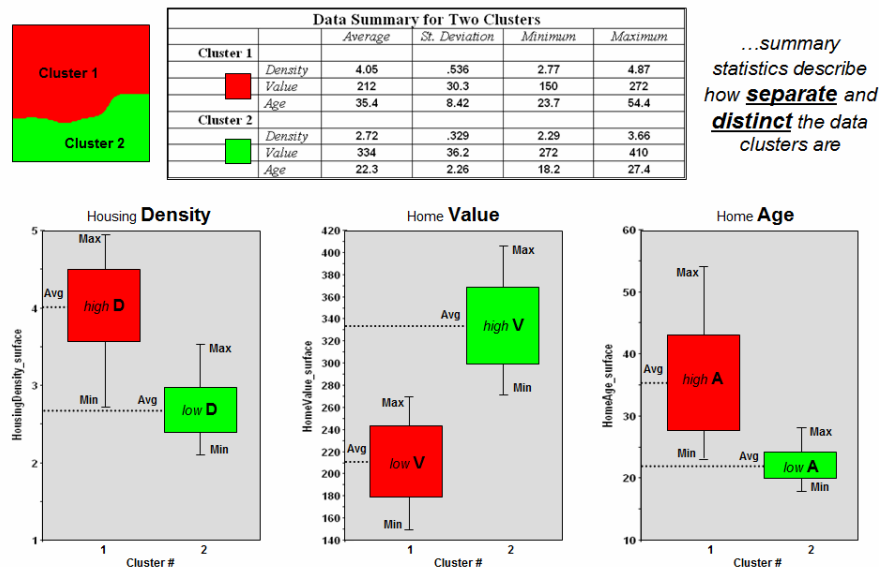 Cluster 1
Cluster 2
Data Summary for Two Clusters
Average St. Deviation Minimum Maximum
Cluster 1
Density 4.05 .536 2.77 4.87
Value 212 30.3 150 272
Age 35.4 8.42 23.7 54.4
Cluster 2
Density 2.72 .329 2.29 3.66
Value 334 36.2 272 410
Age 22.3 2.26 18.2 27.4
...summary
statistics describe
how separate and
distinct the data
clusters are
Housing Density
HousingDensity_surface
5
4
3
2
1
Max
Avg
high D
Min
Max
Avg
low D
Min
1 2
Cluster #
Home Value
HomeValue_surface
420
400
380
360
340
320
300
280
260
240
220
200
180
160
140
Max
Avg
high V
Min
Max
Avg
low V
Min
1 2
Cluster #
Home Age
HomeAge_surface
60
50
40
30
20
10
Max
Avg
high A
Min
Max
Avg
low A
Min
1 2
Cluster #